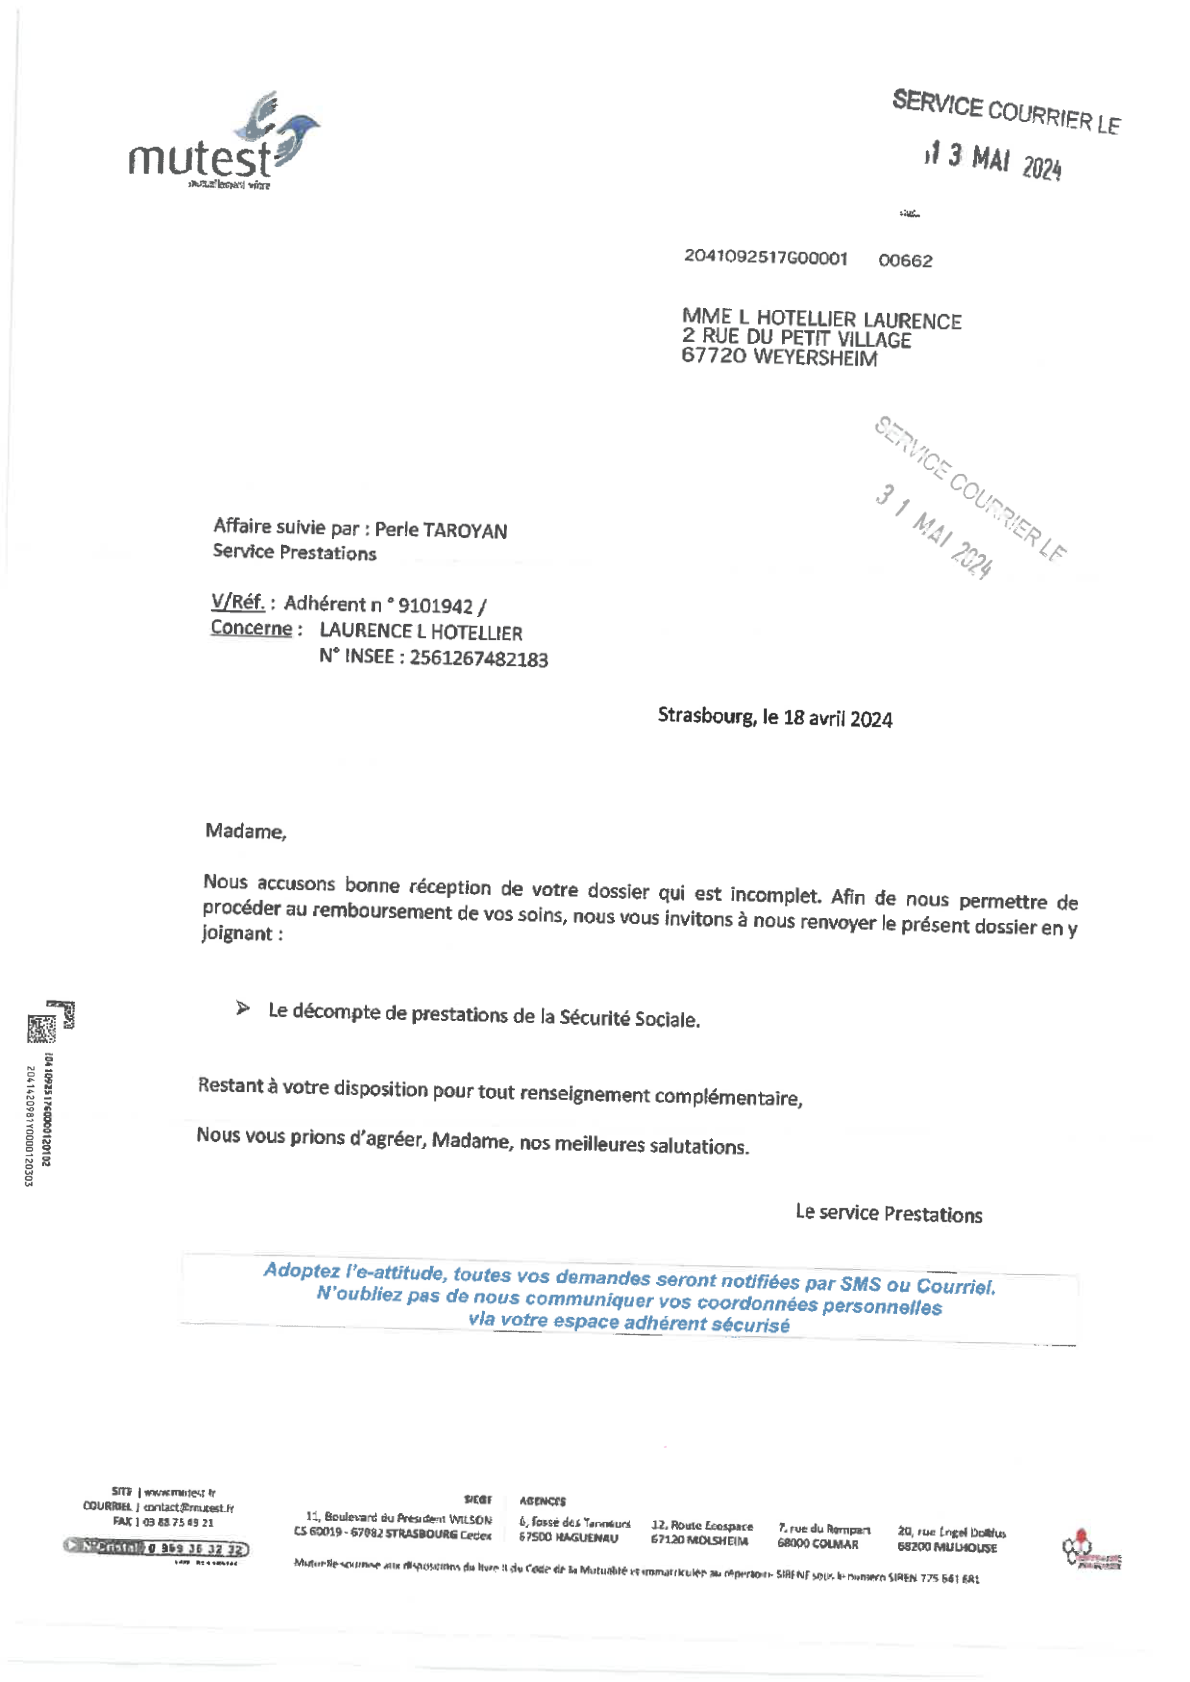 mutest
mutuellement vôtre
SERVICE COURRIER LE
13 MAI 2024
2041092517G00001 00662
MME L HOTELLIER LAURENCE
2 RUE DU PETIT VILLAGE
67720 WEYERSHEIM
SERVICE COURRIER LE
31 MAI 2024
Affaire suivie par : Perle TAROYAN
Service Prestations
V/Réf. : Adhérent n ° 9101942 /
Concerne : LAURENCE L HOTELLIER
N° INSEE : 2561267482183
Strasbourg, le 18 avril 2024
Madame,
Nous accusons bonne réception de votre dossier qui est incomplet. Afin de nous permettre de
procéder au remboursement de vos soins, nous vous invitons à nous renvoyer le présent dossier en y
joignant :
➤ Le décompte de prestations de la Sécurité Sociale.
2041092517G0000120102
2041420981Y0000120303
Restant à votre disposition pour tout renseignement complémentaire,
Nous vous prions d'agréer, Madame, nos meilleures salutations.
Le service Prestations
Adoptez l'e-attitude, toutes vos demandes seront notifiées par SMS ou Courriel.
N'oubliez pas de nous communiquer vos coordonnées personnelles
via votre espace adhérent sécurisé
SITE | www.mutest.fr
COURRIEL | contact@mutest.fr
FAX | 03 88 75 49 21
N°Cristal 0 969 36 32 32
SIEGE
11, Boulevard du Président WILSON
CS 60019 - 67082 STRASBOURG Cedex
AGENCES
6, fossé des Tanneurs
67500 HAGUENAU
12, Route Ecospace
67120 MOLSHEIM
7, rue du Rempart
68000 COLMAR
20, rue Engel Dollfus
68200 MULHOUSE
Mutuelle soumise aux dispositions du livre II du Code de la Mutualité et immatriculée au répertoire SIRENE sous le numéro SIREN 775 641 681